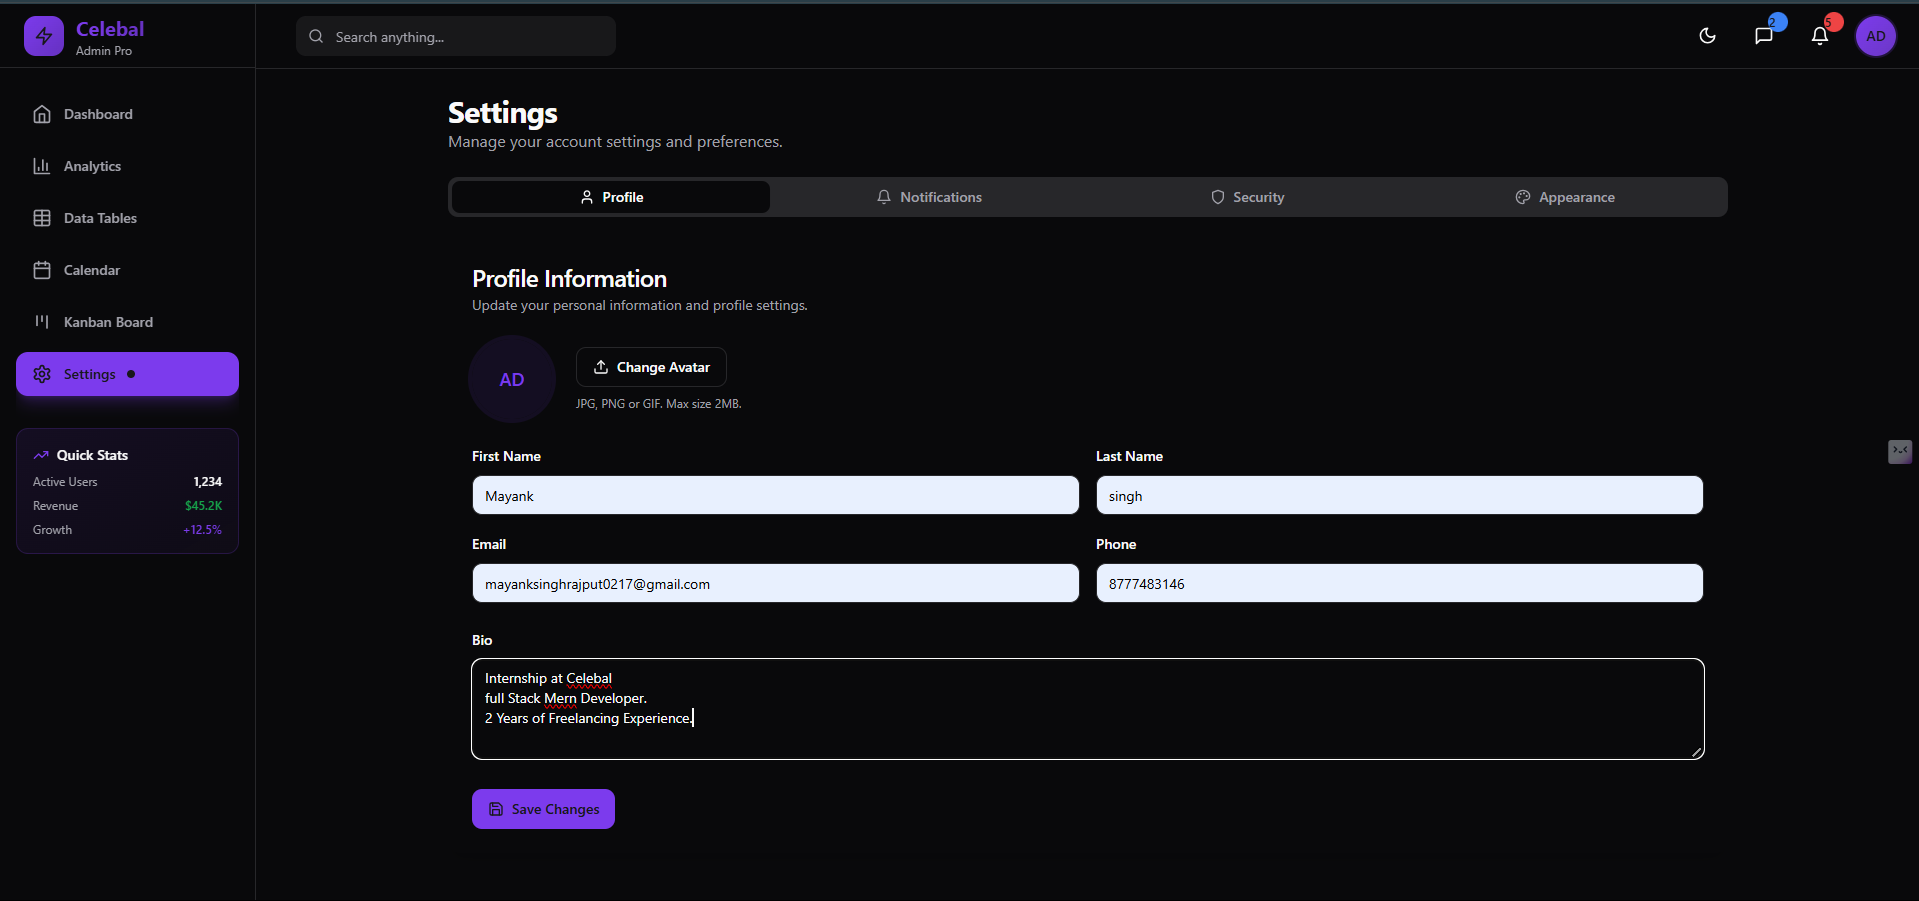 Celebal
Admin Pro
Search anything...
2
5
AD
Dashboard
Analytics
Data Tables
Calendar
Kanban Board
Settings
Quick Stats
Active Users 1,234
Revenue $45.2K
Growth +12.5%
Settings
Manage your account settings and preferences.
Profile Notifications Security Appearance
Profile Information
Update your personal information and profile settings.
AD
Change Avatar
JPG, PNG or GIF. Max size 2MB.
First Name Last Name
Mayank singh
Email Phone
mayanksinghrajput0217@gmail.com 8777483146
Bio
Internship at Celebal
full Stack Mern Developer.
2 Years of Freelancing Experience.
Save Changes